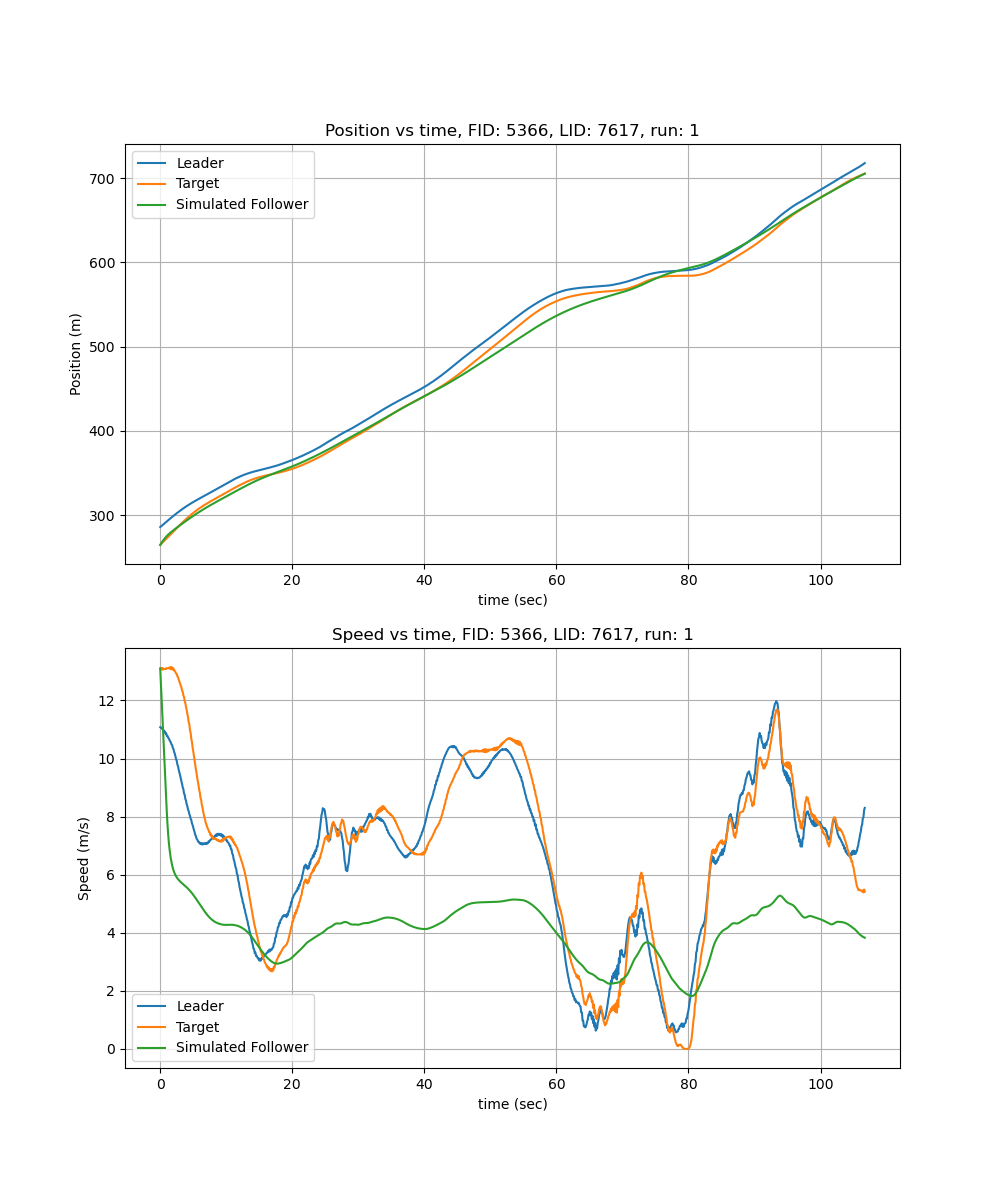 Position vs time, FID: 5366, LID: 7617, run: 1
Leader
Target
Simulated Follower
700
600
500
400
300
Position (m)
0 20 40 60 80 100
time (sec)
Speed vs time, FID: 5366, LID: 7617, run: 1
12
10
8
6
4
2
0
Speed (m/s)
Leader
Target
Simulated Follower
0 20 40 60 80 100
time (sec)